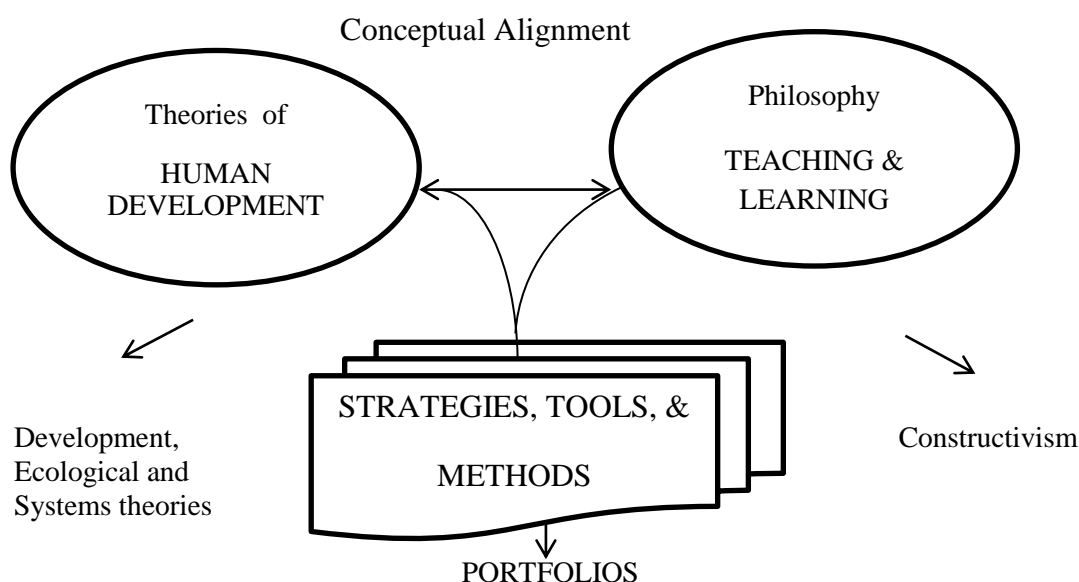 Conceptual Alignment
Theories of
HUMAN
DEVELOPMENT
Philosophy
TEACHING &
LEARNING
STRATEGIES, TOOLS, &
METHODS
Development,
Ecological and
Systems theories
Constructivism
PORTFOLIOS